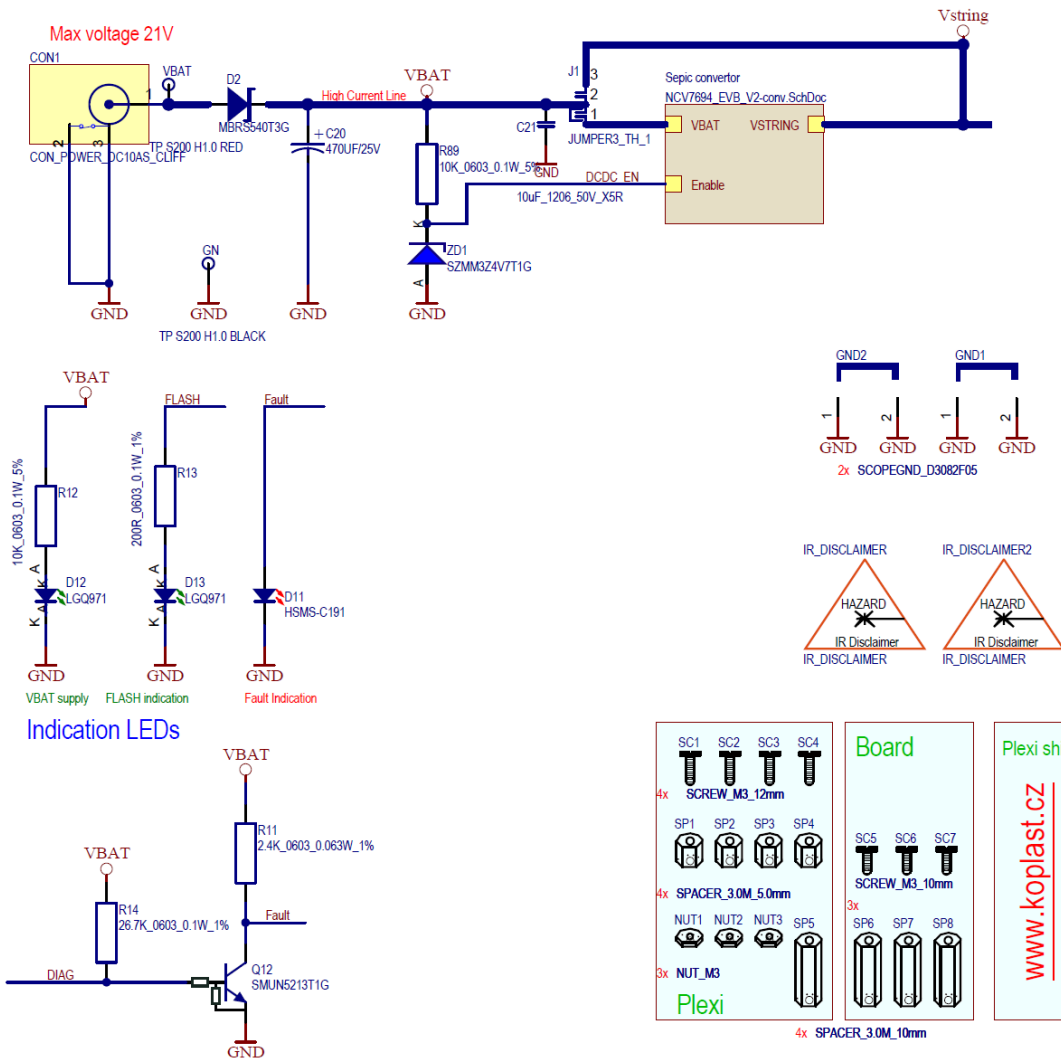 Max voltage 21V
CON1
VBAT
1
2
3
TP S200 H1.0 RED
CON_POWER_DC10AS_CLIFF
D2
MBRS540T3G
High Current Line
+
C20
470UF/25V
VBAT
R89
10K_0603_0.1W_5%
C21
GND
10uF_1206_50V_X5R
J1
3
2
1
JUMPER3_TH_1
Vstring
Sepic convertor
NCV7694_EVB_V2-conv.SchDoc
VBAT
VSTRING
Enable
DCDC_EN
K
ZD1
SZMM3Z4V7T1G
A
GN
GND
GND
GND
GND
TP S200 H1.0 BLACK
GND2
GND1
1
2
1
2
GND
GND
GND
GND
2x SCOPEGND_D3082F05
VBAT
FLASH
Fault
10K_0603_0.1W_5%
R12
200R_0603_0.1W_1%
R13
A
K
D12
LGQ971
A
K
A
K
D13
LGQ971
A
K
D11
HSMS-C191
GND
GND
GND
VBAT supply
FLASH indication
Fault Indication
Indication LEDs
IR_DISCLAIMER
IR_DISCLAIMER2
HAZARD
HAZARD
IR Disclaimer
IR Disclaimer
IR_DISCLAIMER
IR_DISCLAIMER
VBAT
R11
2.4K_0603_0.063W_1%
VBAT
R14
26.7K_0603_0.1W_1%
Fault
DIAG
Q12
SMUN5213T1G
GND
SC1
SC2
SC3
SC4
4x SCREW_M3_12mm
SP1
SP2
SP3
SP4
4x SPACER_3.0M_5.0mm
NUT1
NUT2
NUT3
SP5
3x NUT_M3
Plexi
Board
SC5
SC6
SC7
SCREW_M3_10mm
3x
SP6
SP7
SP8
4x SPACER_3.0M_10mm
Plexi sh
www.koplast.cz